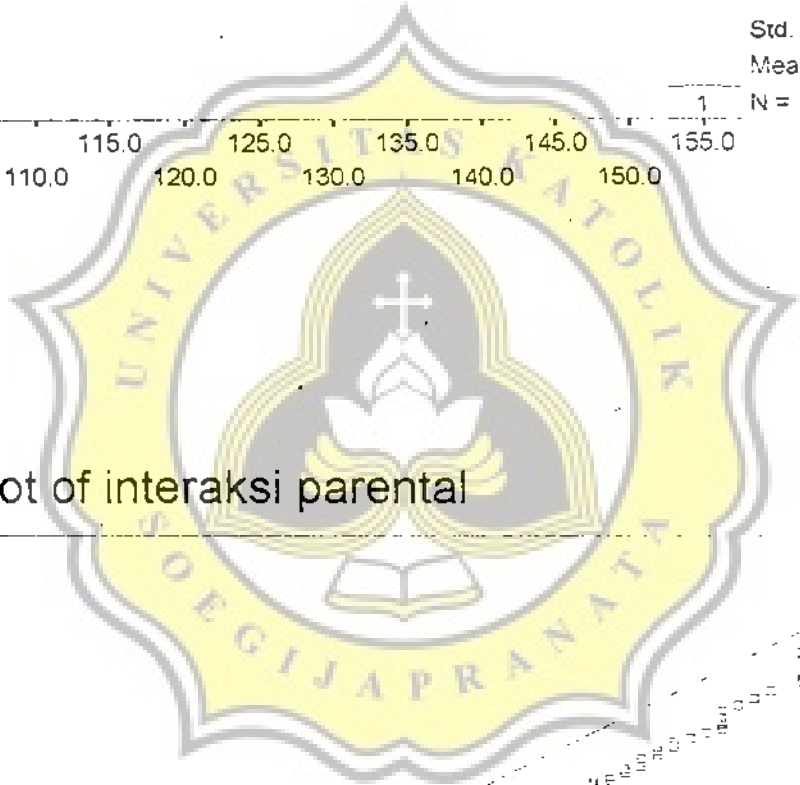 Std.
Mea
1 N =
115.0 125.0 135.0 145.0 155.0
110.0 120.0 130.0 140.0 150.0
UNIVERSITAS KATOLIK
ot of interaksi parental
SOEGIJAPRANATA